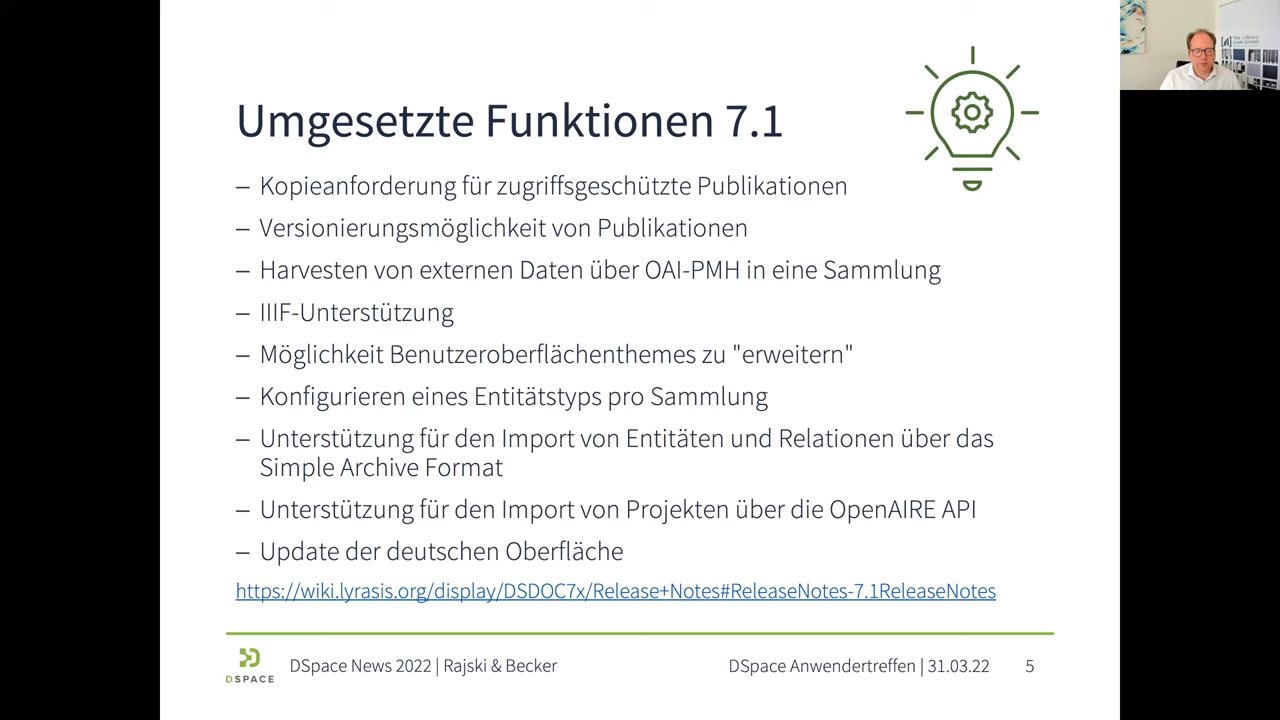 Umgesetzte Funktionen 7.1
– Kopieanforderung für zugriffsgeschützte Publikationen
– Versionierungsmöglichkeit von Publikationen
– Harvesten von externen Daten über OAI-PMH in eine Sammlung
– IIIF-Unterstützung
– Möglichkeit Benutzeroberflächenthemes zu "erweitern"
– Konfigurieren eines Entitätstyps pro Sammlung
– Unterstützung für den Import von Entitäten und Relationen über das
Simple Archive Format
– Unterstützung für den Import von Projekten über die OpenAIRE API
– Update der deutschen Oberfläche
https://wiki.lyrasis.org/display/DSDOC7x/Release+Notes#ReleaseNotes-7.1ReleaseNotes
DSPACE
DSpace News 2022 | Rajski & Becker
DSpace Anwendertreffen | 31.03.22
5
The Library
Code GmbH